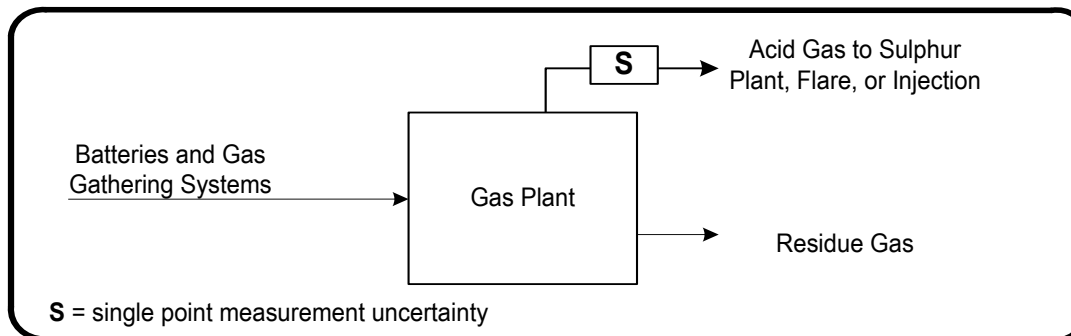 S
Acid Gas to Sulphur
Plant, Flare, or Injection
Batteries and Gas
Gathering Systems
Gas Plant
Residue Gas
S = single point measurement uncertainty